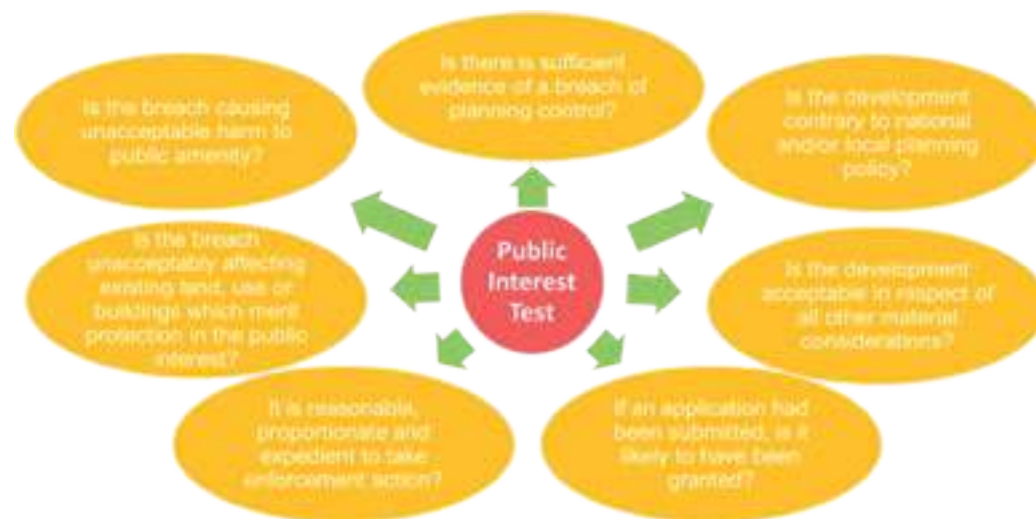 Is there is sufficient
evidence of a breach of
planning control?
Is the breach causing
unacceptable harm to
public amenity?
Is the development
contrary to national
and/or local planning
policy?
Public
Interest
Test
Is the breach
unacceptably affecting
existing land, use or
buildings which merit
protection in the public
interest?
Is the development
acceptable in respect of
all other material
considerations?
It is reasonable,
proportionate and
expedient to take
enforcement action?
If an application had
been submitted, is it
likely to have been
granted?